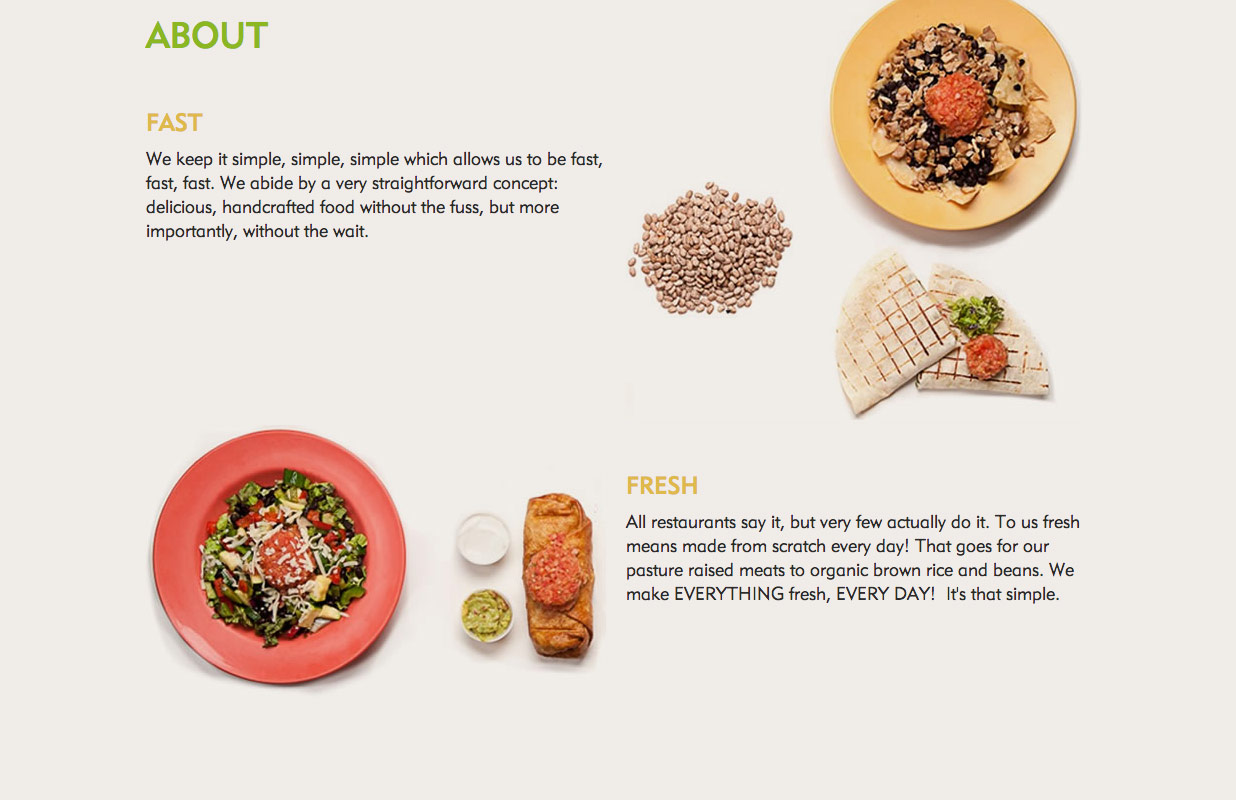 ABOUT
FAST
We keep it simple, simple, simple which allows us to be fast,
fast, fast. We abide by a very straightforward concept:
delicious, handcrafted food without the fuss, but more
importantly, without the wait.
FRESH
All restaurants say it, but very few actually do it. To us fresh
means made from scratch every day! That goes for our
pasture raised meats to organic brown rice and beans. We
make EVERYTHING fresh, EVERY DAY!  It's that simple.